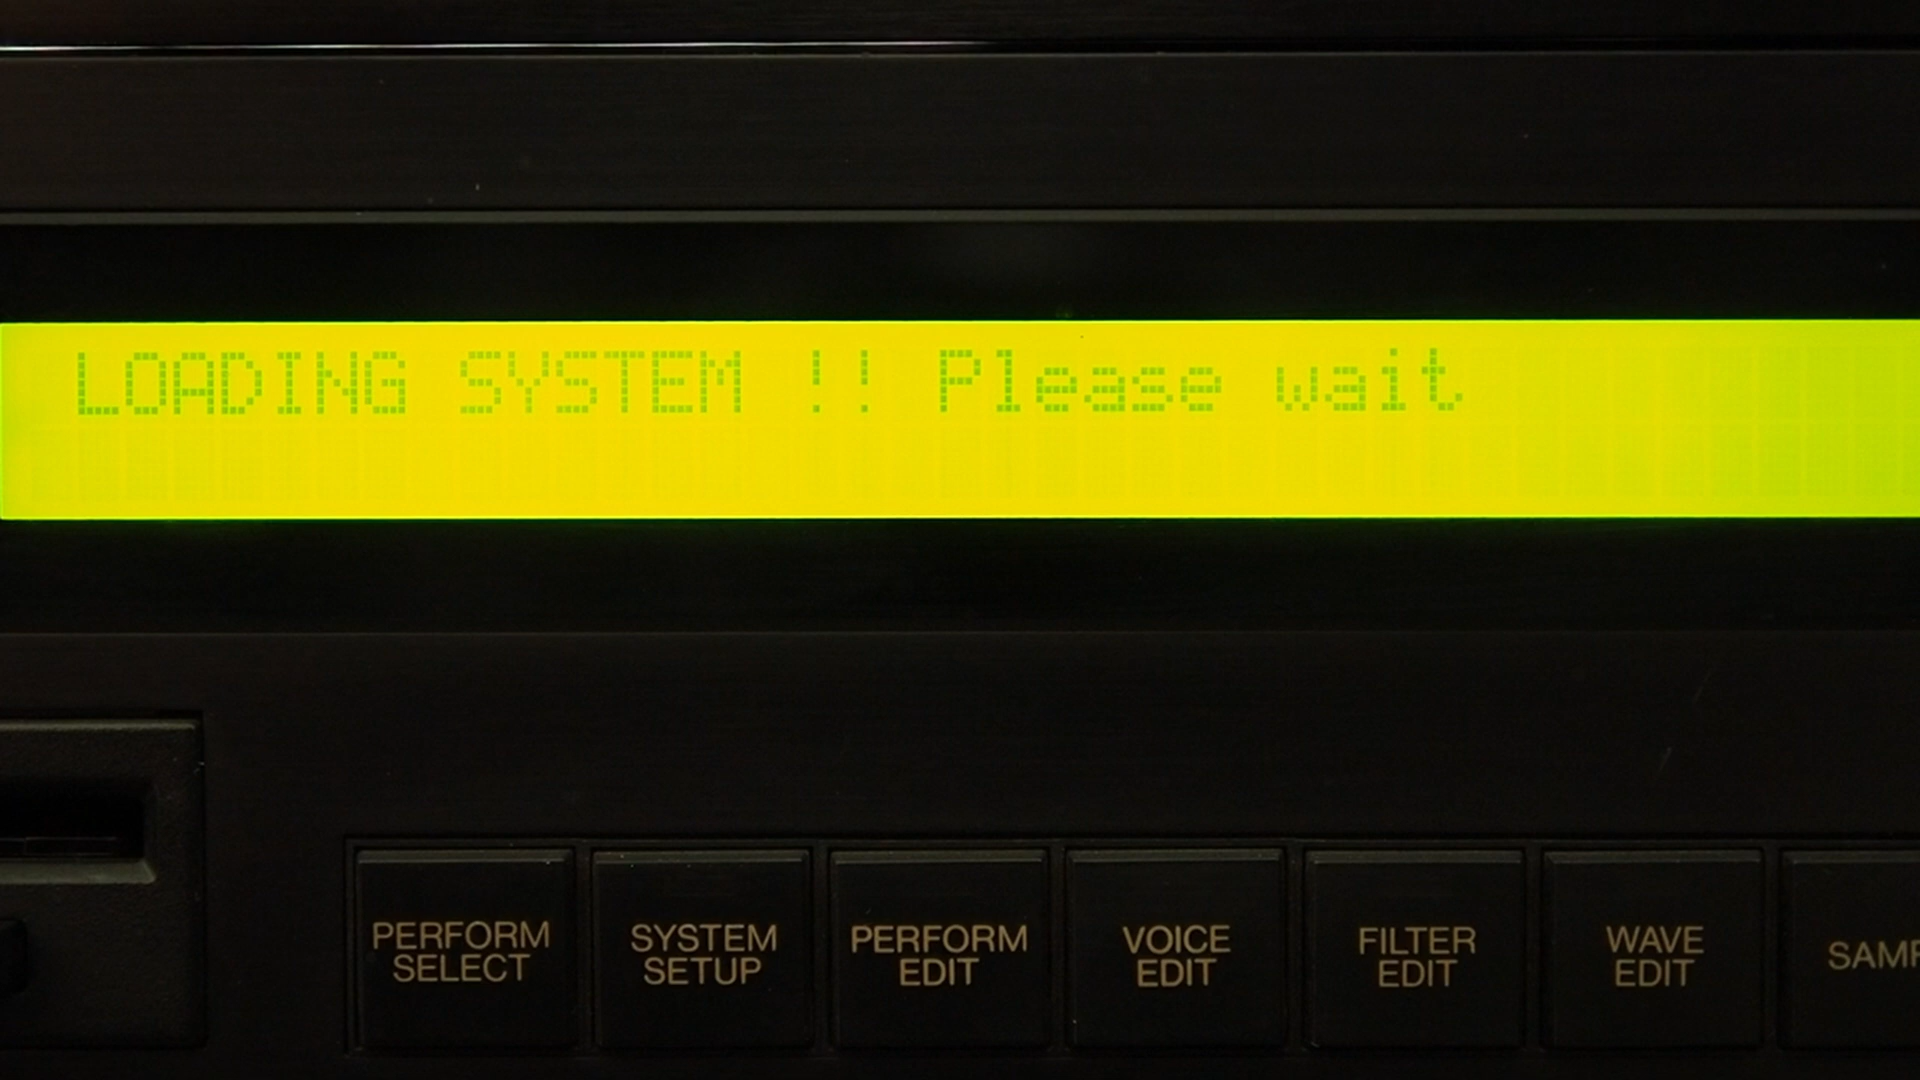 LOADING SYSTEM !! Please wait
PERFORM
SELECT
SYSTEM
SETUP
PERFORM
EDIT
VOICE
EDIT
FILTER
EDIT
WAVE
EDIT